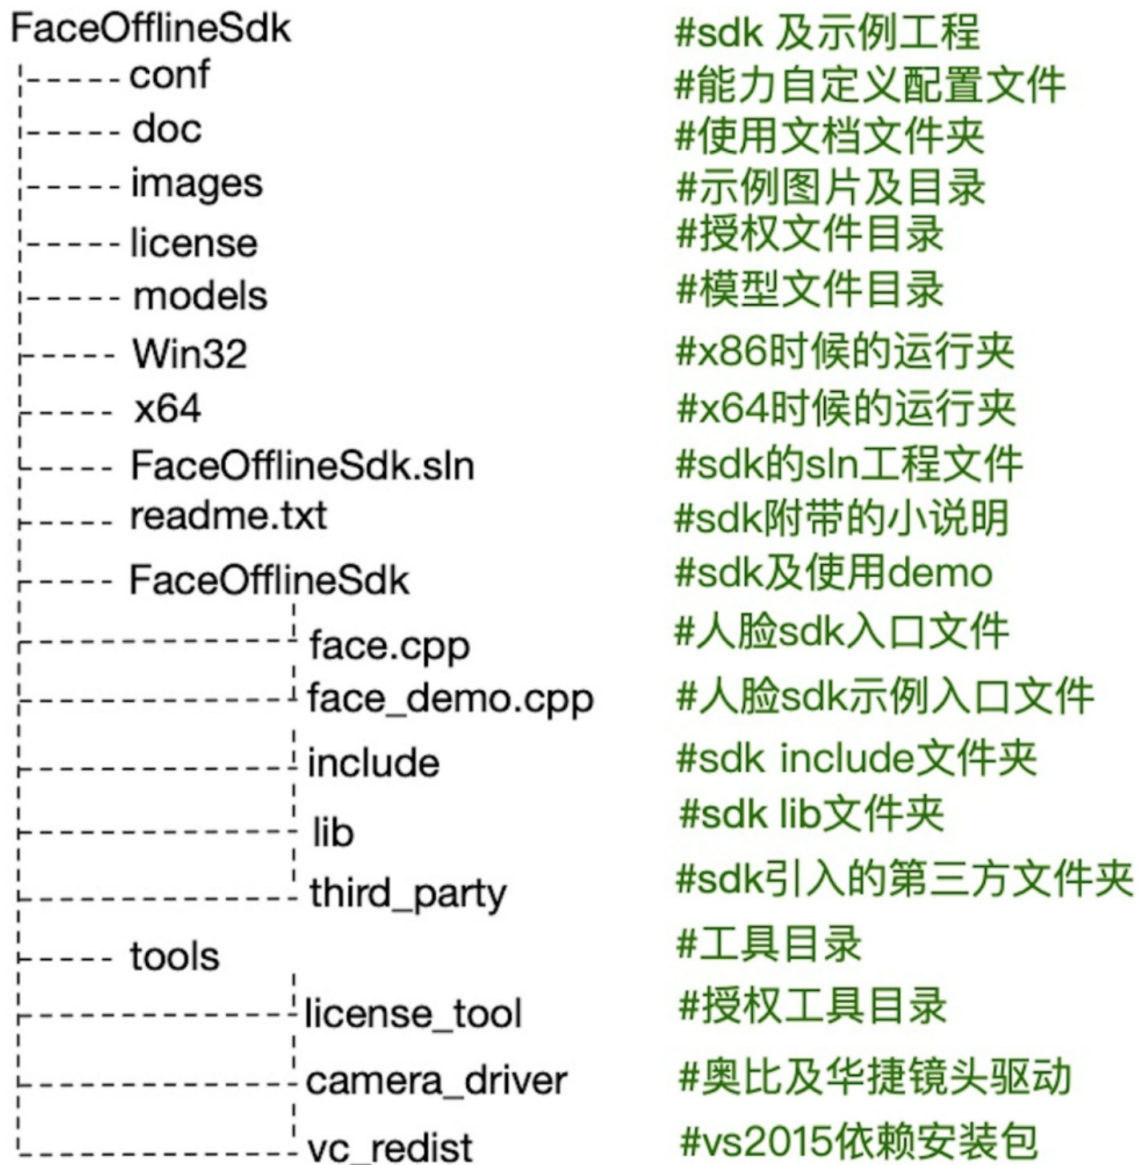 FaceOfflineSdk #sdk 及示例工程
conf #能力自定义配置文件
doc #使用文档文件夹
images #示例图片及目录
license #授权文件目录
models #模型文件目录
Win32 #x86时候的运行夹
x64 #x64时候的运行夹
FaceOfflineSdk.sln #sdk的sln工程文件
readme.txt #sdk附带的小说明
FaceOfflineSdk #sdk及使用demo
face.cpp #人脸sdk入口文件
face_demo.cpp #人脸sdk示例入口文件
include #sdk include文件夹
lib #sdk lib文件夹
third_party #sdk引入的第三方文件夹
tools #工具目录
license_tool #授权工具目录
camera_driver #奥比及华捷镜头驱动
vc_redist #vs2015依赖安装包